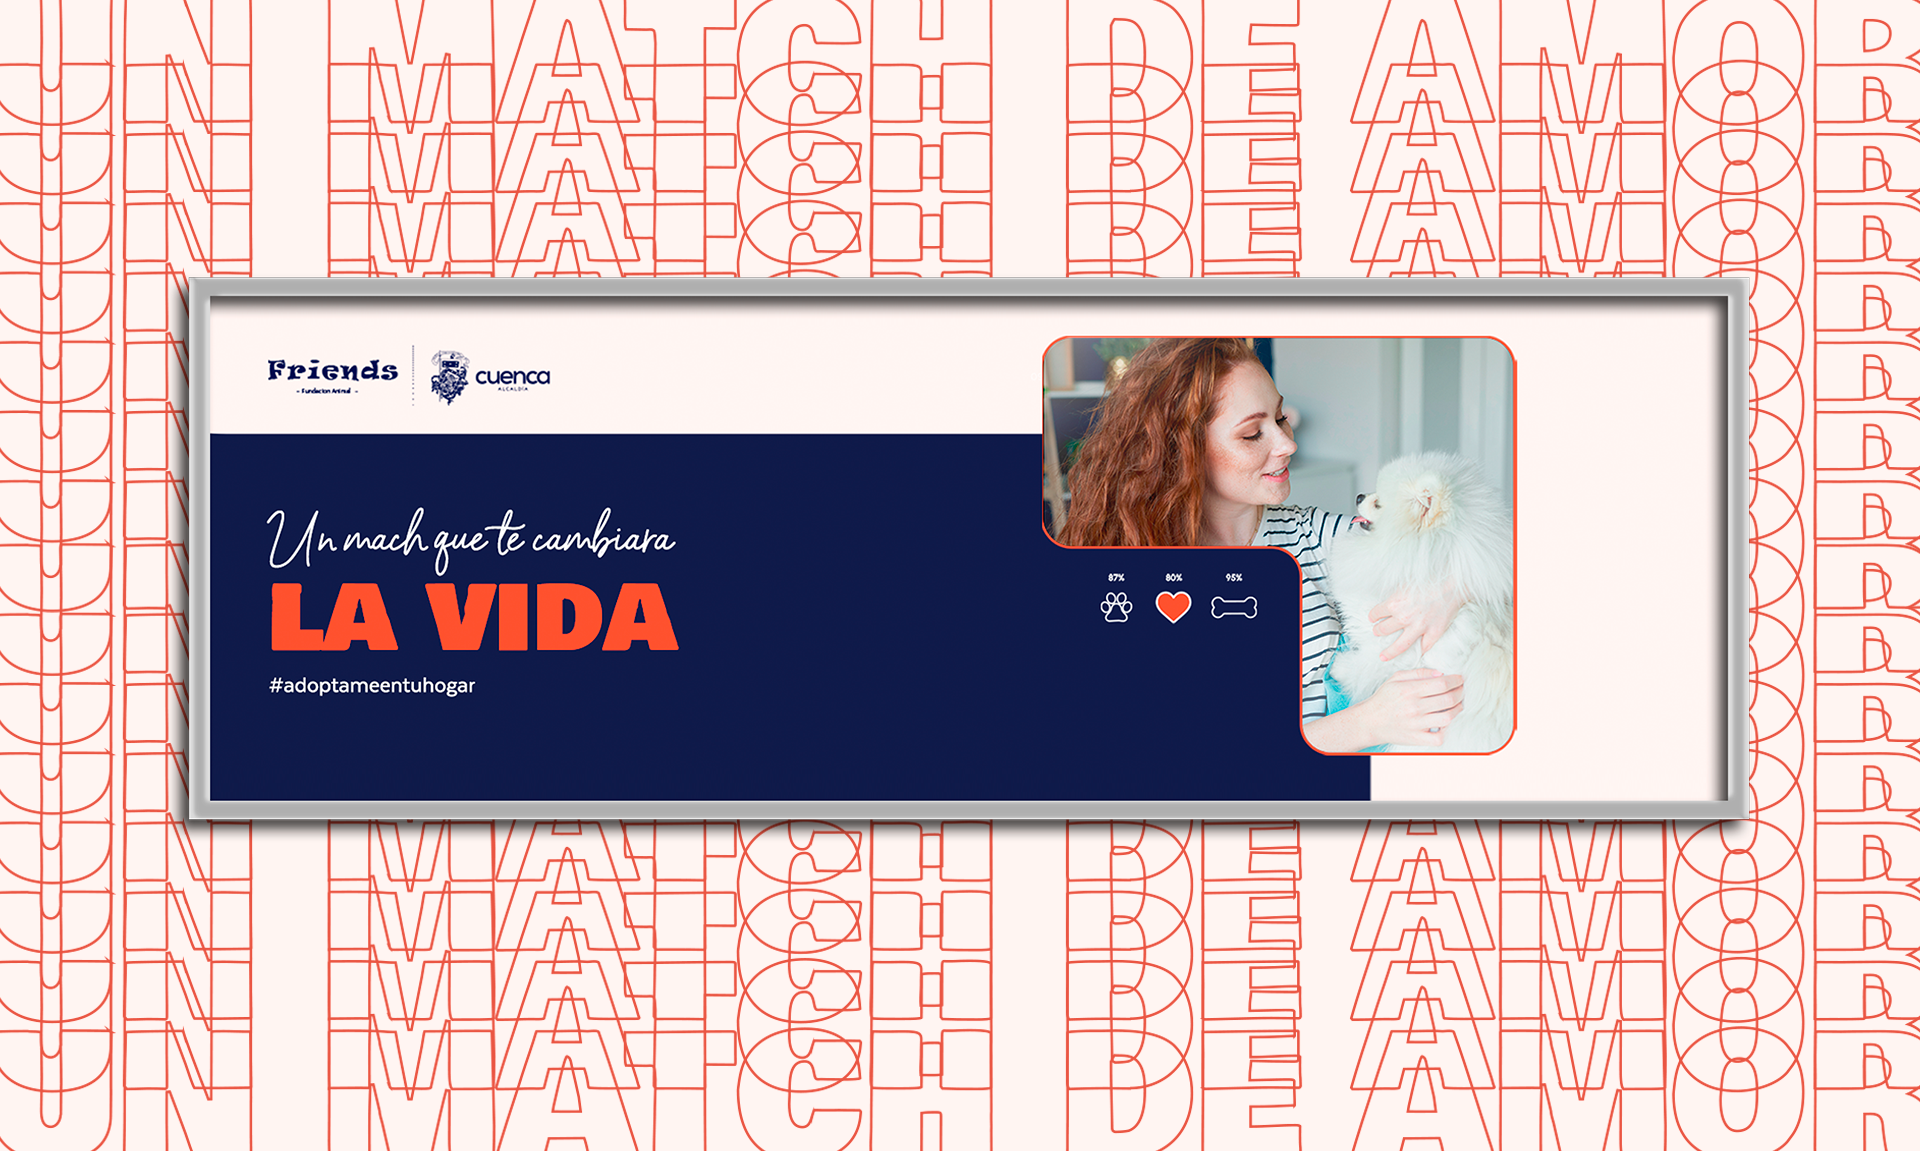 UN MATCH DE AMOR
Friends
- Fundacion Animal -
cuenca
ALCALDÍA
Un mach que te cambiara
LA VIDA
#adoptameentuhogar
87% 80% 95%